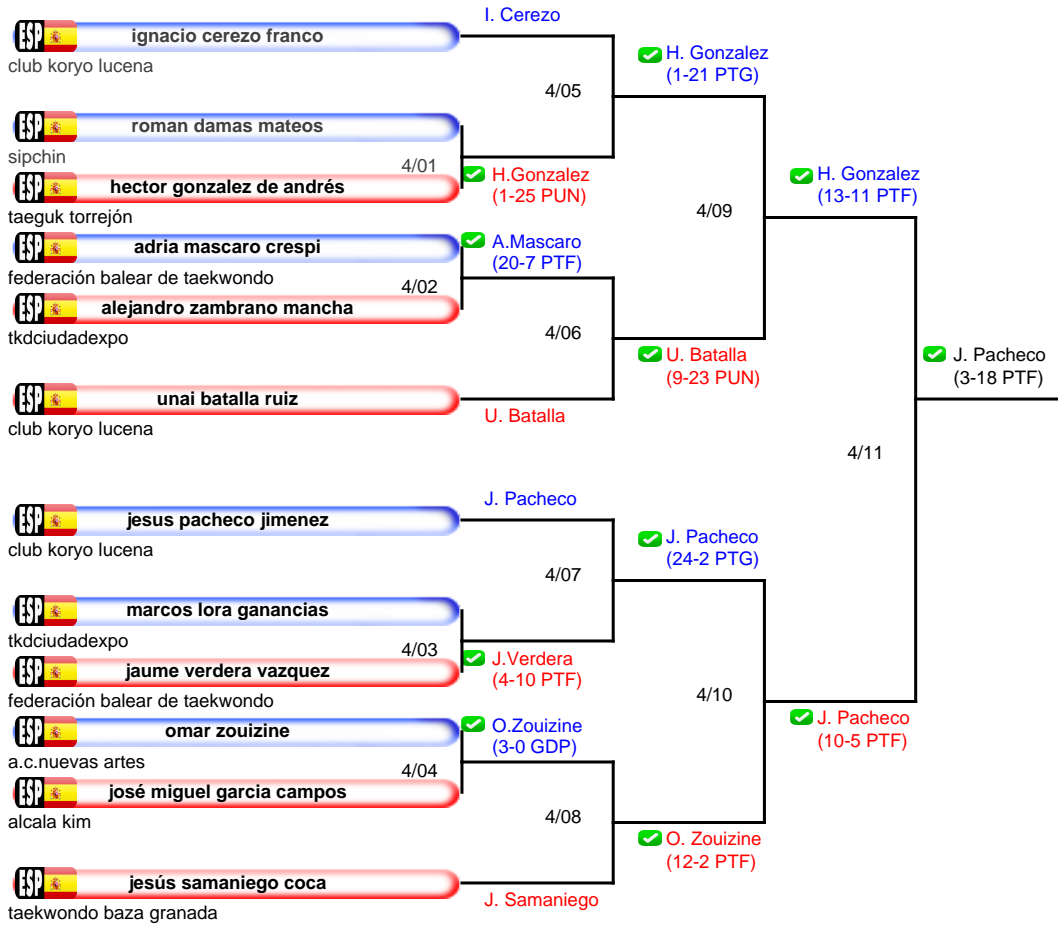 I. Cerezo
ESP ignacio cerezo franco
club koryo lucena
H. Gonzalez
(1-21 PTG)
4/05
ESP roman damas mateos
sipchin
4/01
H.Gonzalez
(1-25 PUN)
ESP hector gonzalez de andrés
taeguk torrejón
H. Gonzalez
(13-11 PTF)
4/09
ESP adria mascaro crespi
federación balear de taekwondo
A.Mascaro
(20-7 PTF)
4/02
ESP alejandro zambrano mancha
tkdciudadexpo
4/06
U. Batalla
(9-23 PUN)
ESP unai batalla ruiz
club koryo lucena
U. Batalla
J. Pacheco
(3-18 PTF)
4/11
J. Pacheco
ESP jesus pacheco jimenez
club koryo lucena
J. Pacheco
(24-2 PTG)
4/07
ESP marcos lora ganancias
tkdciudadexpo
4/03
J.Verdera
(4-10 PTF)
ESP jaume verdera vazquez
federación balear de taekwondo
4/10
J. Pacheco
(10-5 PTF)
ESP omar zouizine
a.c.nuevas artes
O.Zouizine
(3-0 GDP)
4/04
ESP josé miguel garcia campos
alcala kim
4/08
O. Zouizine
(12-2 PTF)
ESP jesús samaniego coca
taekwondo baza granada
J. Samaniego